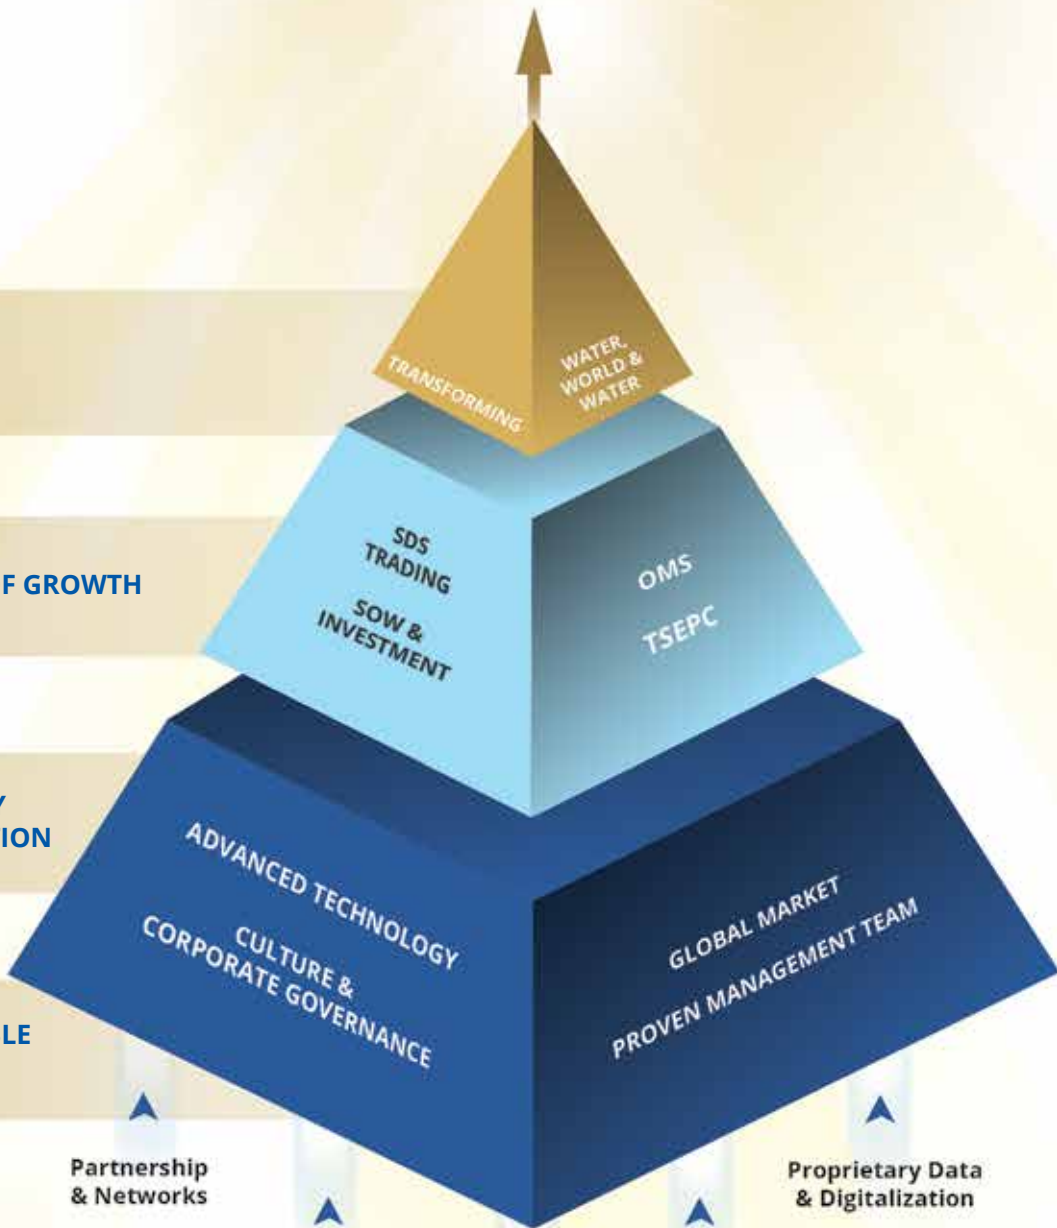 TRANSFORMING
WATER,
WORLD &
WATER
SDS
TRADING
SOW &
INVESTMENT
OMS
TSEPC
F GROWTH
ION
ADVANCED TECHNOLOGY
CULTURE &
CORPORATE GOVERNANCE
GLOBAL MARKET
PROVEN MANAGEMENT TEAM
LE
Partnership
& Networks
Proprietary Data
& Digitalization